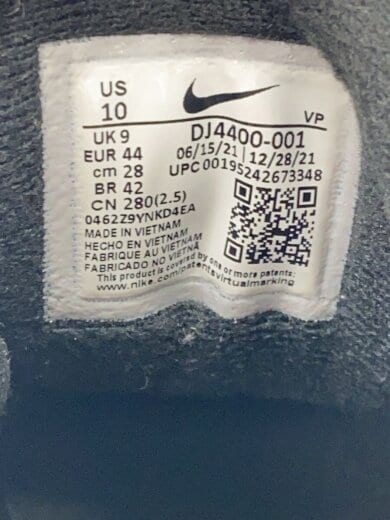 US
10
VP
UK 9
DJ4400-001
EUR 44
06/15/21 | 12/28/21
cm 28
UPC 00195242673348
BR 42
CN 280(2.5)
0462Z9YNKD4EA
MADE IN VIETNAM
HECHO EN VIETNAM
FABRIQUE AU VIETNAM
FABRICADO NO VIETNÃ
This product is covered by one or more patents:
www.nike.com/patentsvirtualmarking